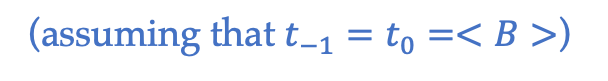 (assuming that t₋₁ = t₀ =< B >)